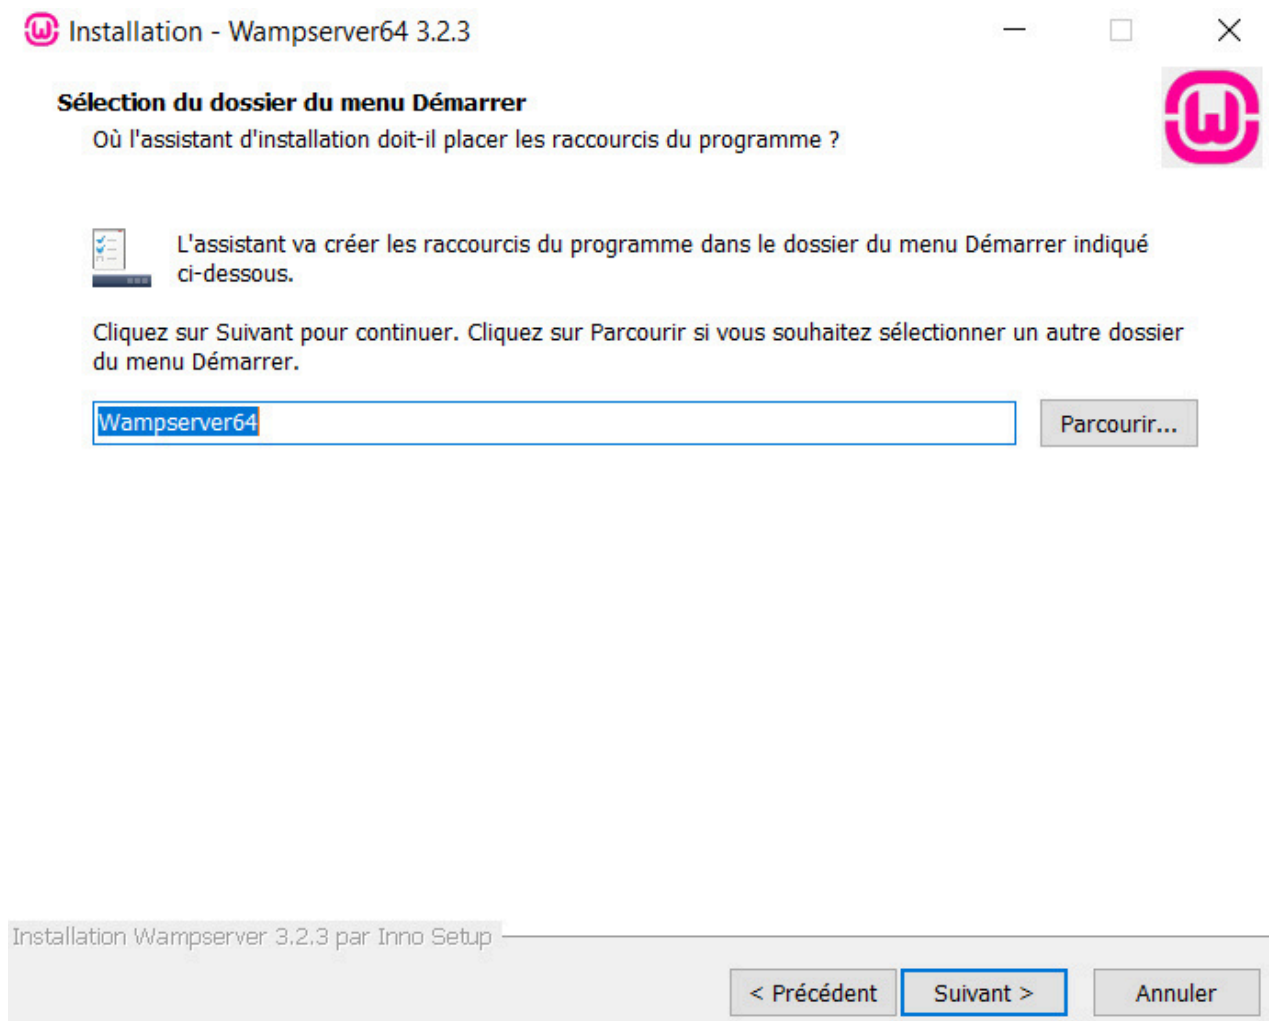 Installation - Wampserver64 3.2.3
Sélection du dossier du menu Démarrer
Où l'assistant d'installation doit-il placer les raccourcis du programme ?
L'assistant va créer les raccourcis du programme dans le dossier du menu Démarrer indiqué
ci-dessous.
Cliquez sur Suivant pour continuer. Cliquez sur Parcourir si vous souhaitez sélectionner un autre dossier
du menu Démarrer.
Wampserver64
Parcourir...
Installation Wampserver 3.2.3 par Inno Setup
< Précédent
Suivant >
Annuler